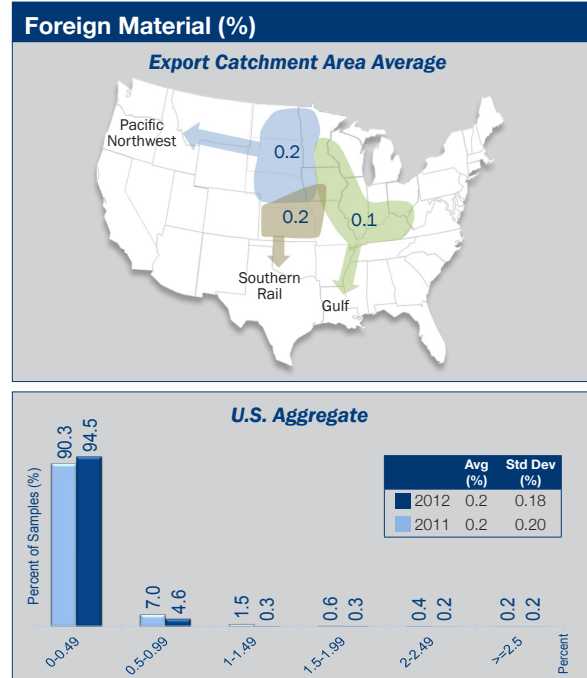 Foreign Material (%)
Export Catchment Area Average
Pacific
Northwest
0.2
0.2
0.1
Southern
Rail
Gulf
U.S. Aggregate
Percent of Samples (%)
90.3
94.5
7.0
4.6
1.5
0.3
0.6
0.3
0.4
0.2
0.2
0.2
Avg Std Dev
(%) (%)
2012 0.2 0.18
2011 0.2 0.20
0-0.49
0.5-0.99
1-1.49
1.5-1.99
2-2.49
>=2.5
Percent